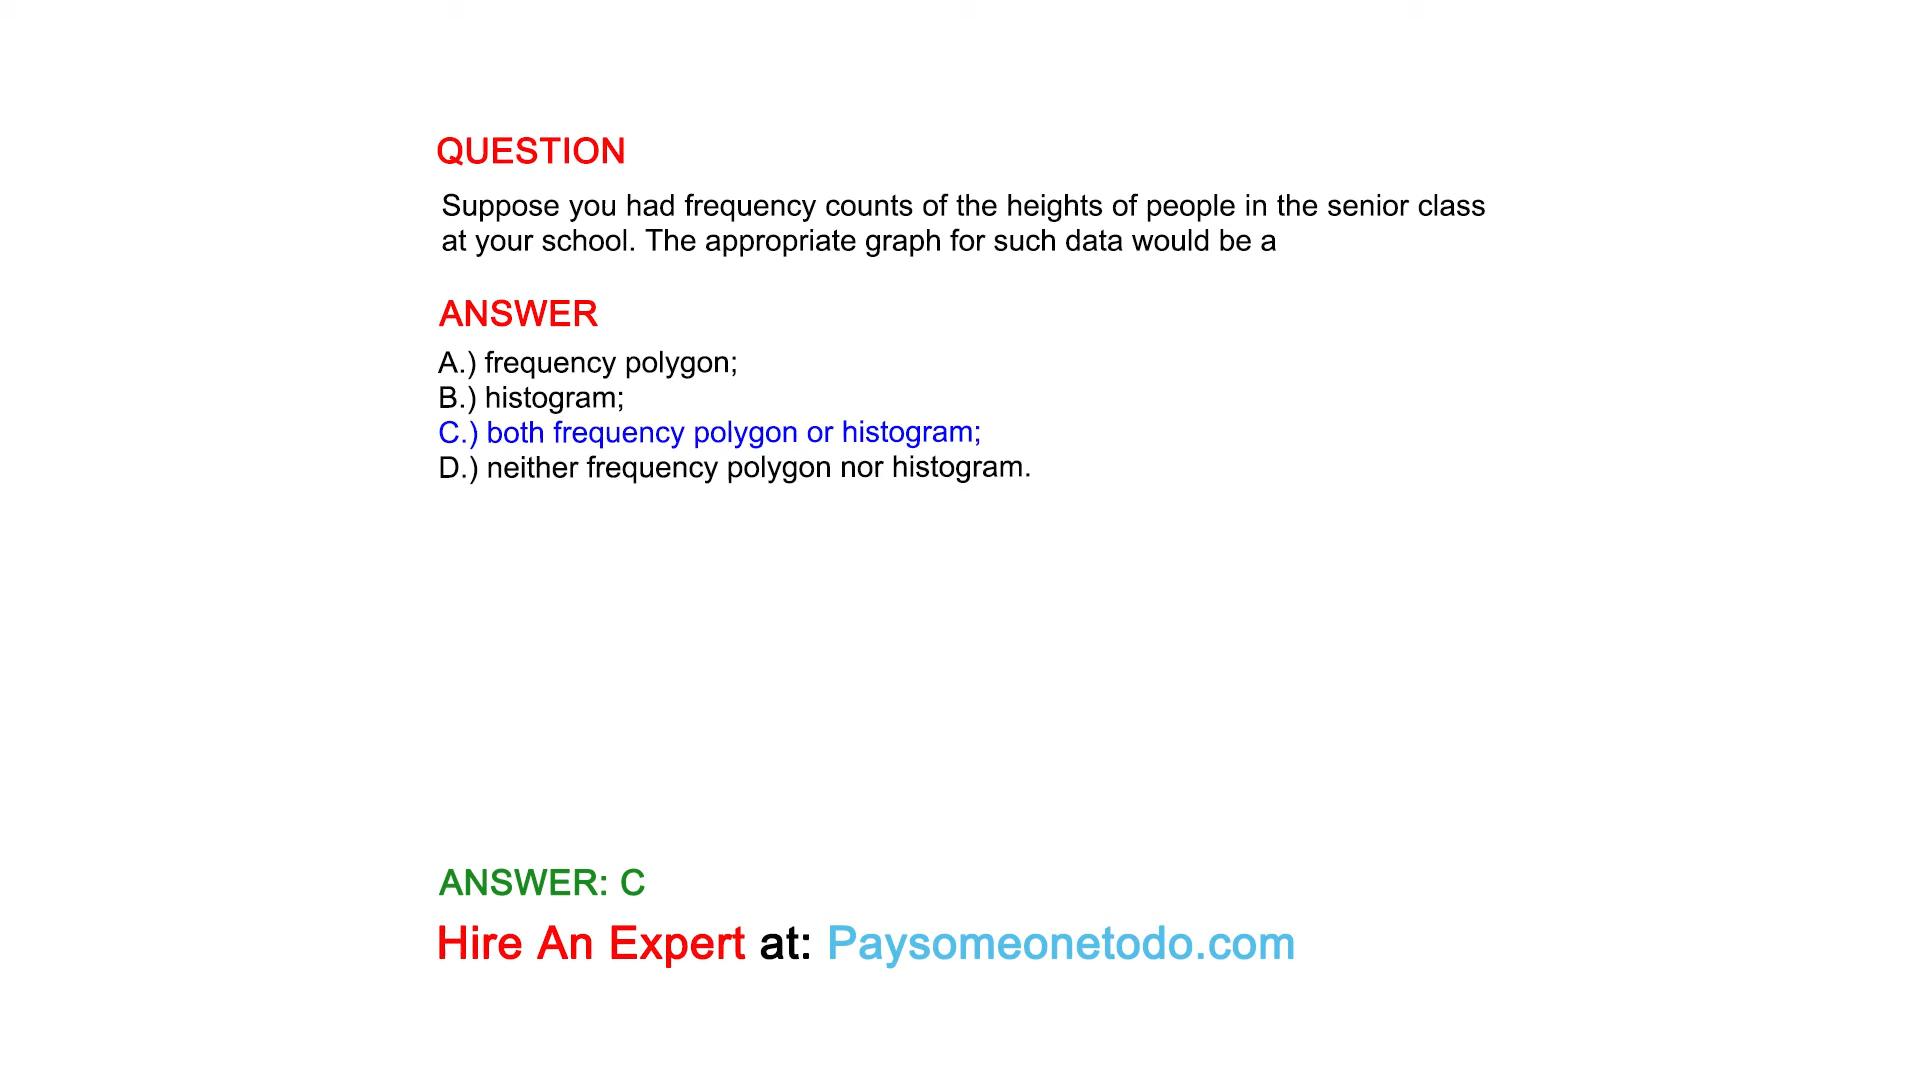 QUESTION
Suppose you had frequency counts of the heights of people in the senior class
at your school. The appropriate graph for such data would be a
ANSWER
A.) frequency polygon;
B.) histogram;
C.) both frequency polygon or histogram;
D.) neither frequency polygon nor histogram.
ANSWER: C
Hire An Expert at: Paysomeonetodo.com